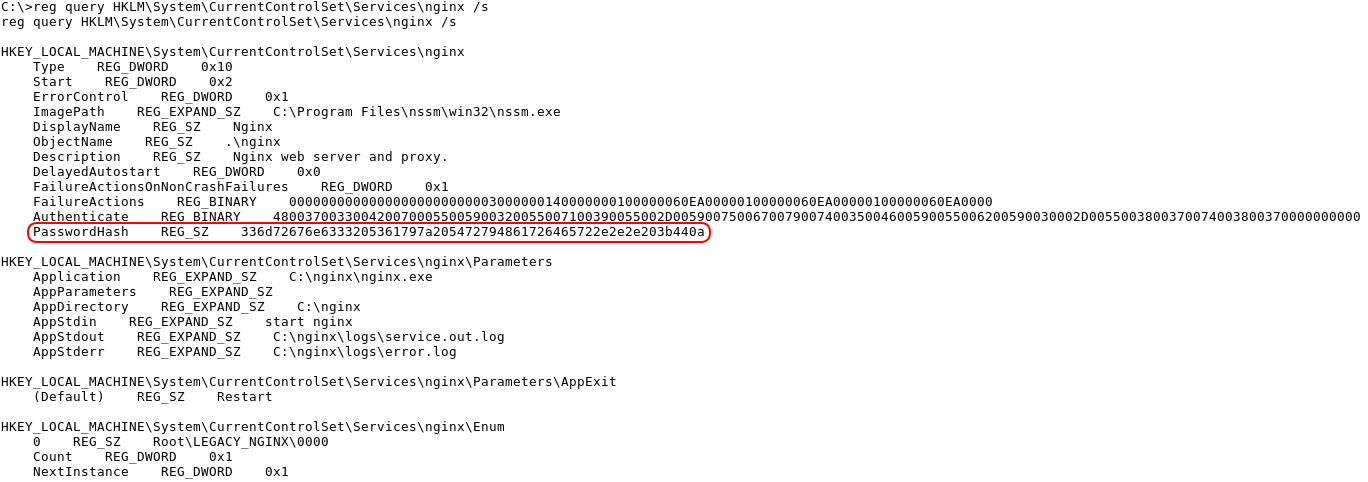 C:\>reg query HKLM\System\CurrentControlSet\Services\nginx /s
reg query HKLM\System\CurrentControlSet\Services\nginx /s
HKEY_LOCAL_MACHINE\System\CurrentControlSet\Services\nginx
Type REG_DWORD 0x10
Start REG_DWORD 0x2
ErrorControl REG_DWORD 0x1
ImagePath REG_EXPAND_SZ C:\Program Files\nssm\win32\nssm.exe
DisplayName REG_SZ Nginx
ObjectName REG_SZ .\nginx
Description REG_SZ Nginx web server and proxy.
DelayedAutostart REG_DWORD 0x0
FailureActionsOnNonCrashFailures REG_DWORD 0x1
FailureActions REG_BINARY 00000000000000000000000003000000140000000100000060EA00000100000060EA00000100000060EA0000
Authenticate REG_BINARY 4800370033004200700055005900320055007100390055002D005900750067007900740035004600590055006200590030002D0055003800370074003800370000000000
PasswordHash REG_SZ 336d72676e6333205361797a205472794861726465722e2e2e203b440a
HKEY_LOCAL_MACHINE\System\CurrentControlSet\Services\nginx\Parameters
Application REG_EXPAND_SZ C:\nginx\nginx.exe
AppParameters REG_EXPAND_SZ
AppDirectory REG_EXPAND_SZ C:\nginx
AppStdin REG_EXPAND_SZ start nginx
AppStdout REG_EXPAND_SZ C:\nginx\logs\service.out.log
AppStderr REG_EXPAND_SZ C:\nginx\logs\error.log
HKEY_LOCAL_MACHINE\System\CurrentControlSet\Services\nginx\Parameters\AppExit
(Default) REG_SZ Restart
HKEY_LOCAL_MACHINE\System\CurrentControlSet\Services\nginx\Enum
0 REG_SZ Root\LEGACY_NGINX\0000
Count REG_DWORD 0x1
NextInstance REG_DWORD 0x1